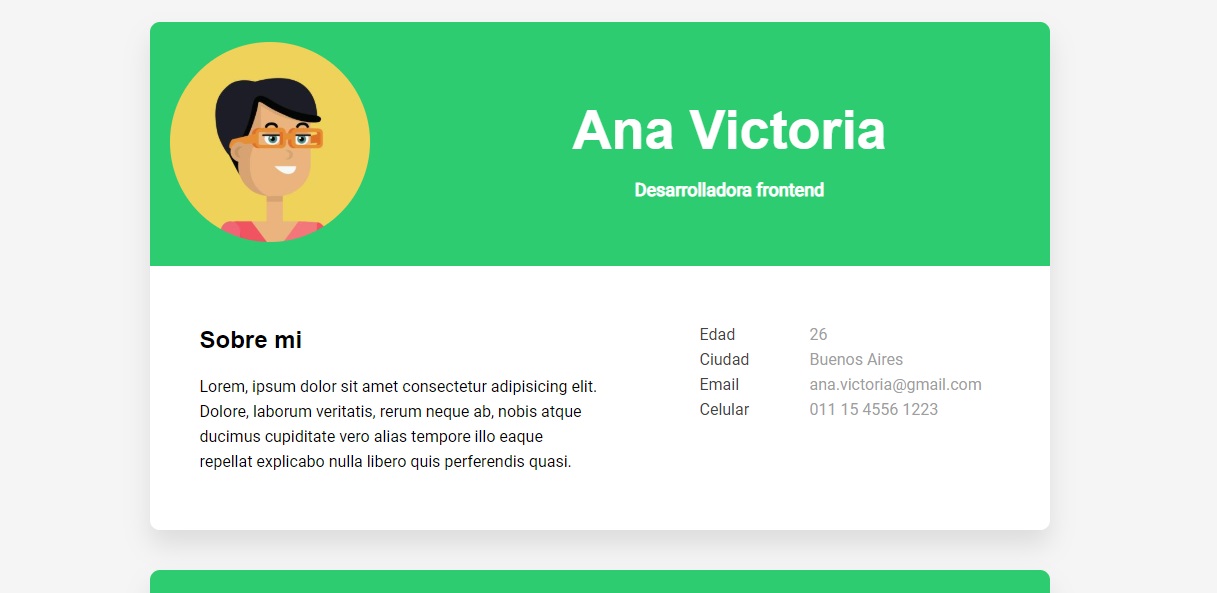 Ana Victoria
Desarrolladora frontend
Sobre mi
Lorem, ipsum dolor sit amet consectetur adipisicing elit.
Dolore, laborum veritatis, rerum neque ab, nobis atque
ducimus cupiditate vero alias tempore illo eaque
repellat explicabo nulla libero quis perferendis quasi.
Edad 26
Ciudad Buenos Aires
Email ana.victoria@gmail.com
Celular 011 15 4556 1223